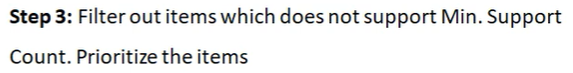 Step 3: Filter out items which does not support Min. Support
Count. Prioritize the items